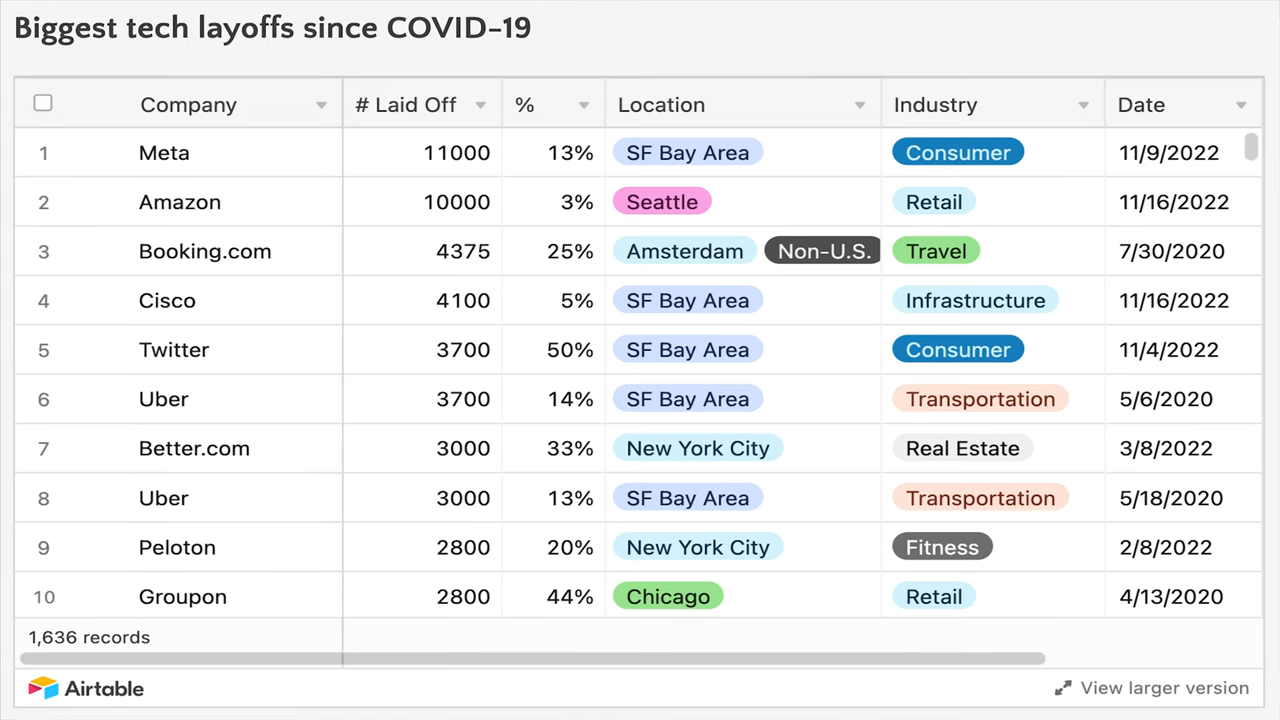 Biggest tech layoffs since COVID-19
Company # Laid Off % Location Industry Date
1 Meta 11000 13% SF Bay Area Consumer 11/9/2022
2 Amazon 10000 3% Seattle Retail 11/16/2022
3 Booking.com 4375 25% Amsterdam Non-U.S. Travel 7/30/2020
4 Cisco 4100 5% SF Bay Area Infrastructure 11/16/2022
5 Twitter 3700 50% SF Bay Area Consumer 11/4/2022
6 Uber 3700 14% SF Bay Area Transportation 5/6/2020
7 Better.com 3000 33% New York City Real Estate 3/8/2022
8 Uber 3000 13% SF Bay Area Transportation 5/18/2020
9 Peloton 2800 20% New York City Fitness 2/8/2022
10 Groupon 2800 44% Chicago Retail 4/13/2020
1,636 records
Airtable View larger version